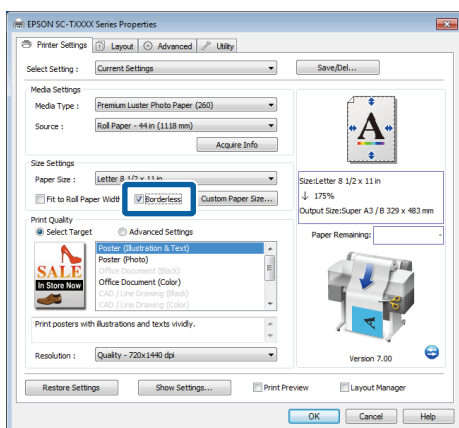 EPSON SC-TXXXX Series Properties
Printer Settings Layout Advanced Utility
Select Setting : Current Settings Save/Del...
Media Settings
Media Type : Premium Luster Photo Paper (260)
Source : Roll Paper - 44 in (1118 mm)
Acquire Info
Size Settings
Paper Size : Letter 8 1/2 x 11 in
Fit to Roll Paper Width Borderless Custom Paper Size...
Print Quality
Select Target Advanced Settings
SALE
In Store Now
Poster (Illustration & Text)
Poster (Photo)
Office Document (Black)
Office Document (Color)
CAD / Line Drawing (Black)
CAD / Line Drawing (Color)
Print posters with illustrations and texts vividly.
Resolution : Quality - 720x1440 dpi
A
Size:Letter 8 1/2 x 11 in
↓ 175%
Output Size:Super A3 / B 329 x 483 mm
Paper Remaining: -
Version 7.00
Restore Settings Show Settings... Print Preview Layout Manager
OK Cancel Help